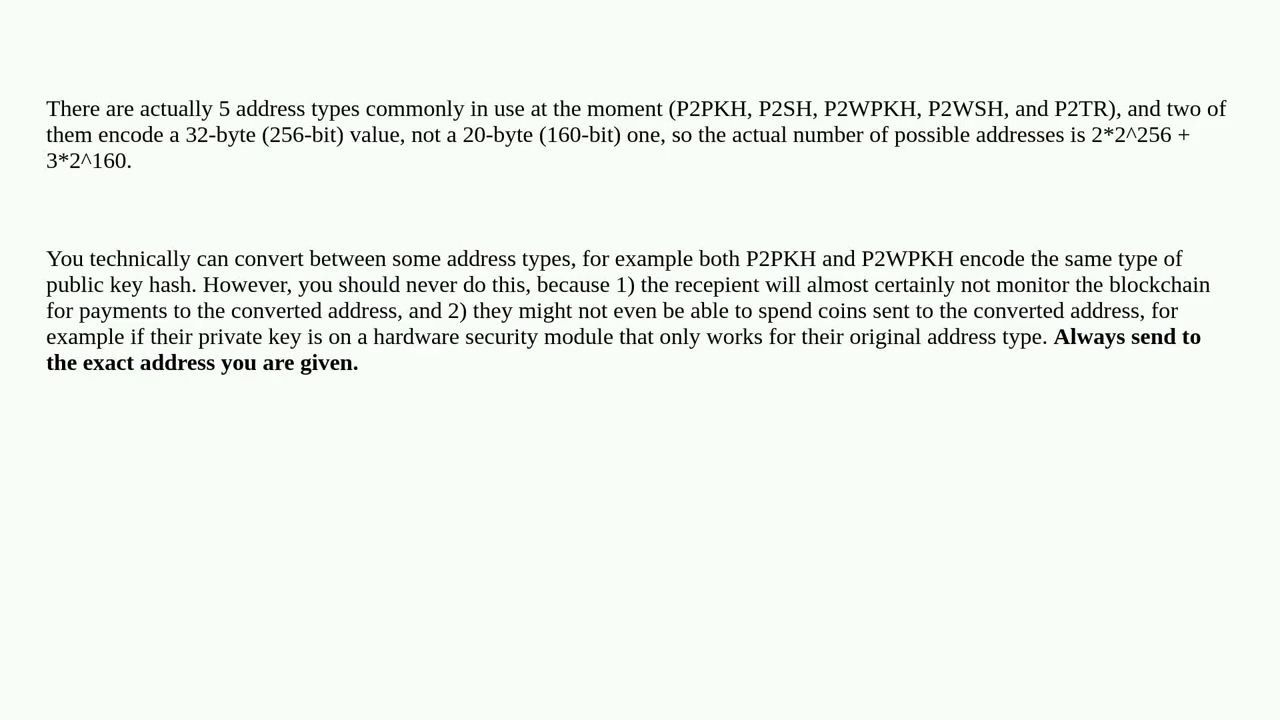 There are actually 5 address types commonly in use at the moment (P2PKH, P2SH, P2WPKH, P2WSH, and P2TR), and two of
them encode a 32-byte (256-bit) value, not a 20-byte (160-bit) one, so the actual number of possible addresses is 2*2^256 +
3*2^160.
You technically can convert between some address types, for example both P2PKH and P2WPKH encode the same type of
public key hash. However, you should never do this, because 1) the recepient will almost certainly not monitor the blockchain
for payments to the converted address, and 2) they might not even be able to spend coins sent to the converted address, for
example if their private key is on a hardware security module that only works for their original address type. Always send to
the exact address you are given.